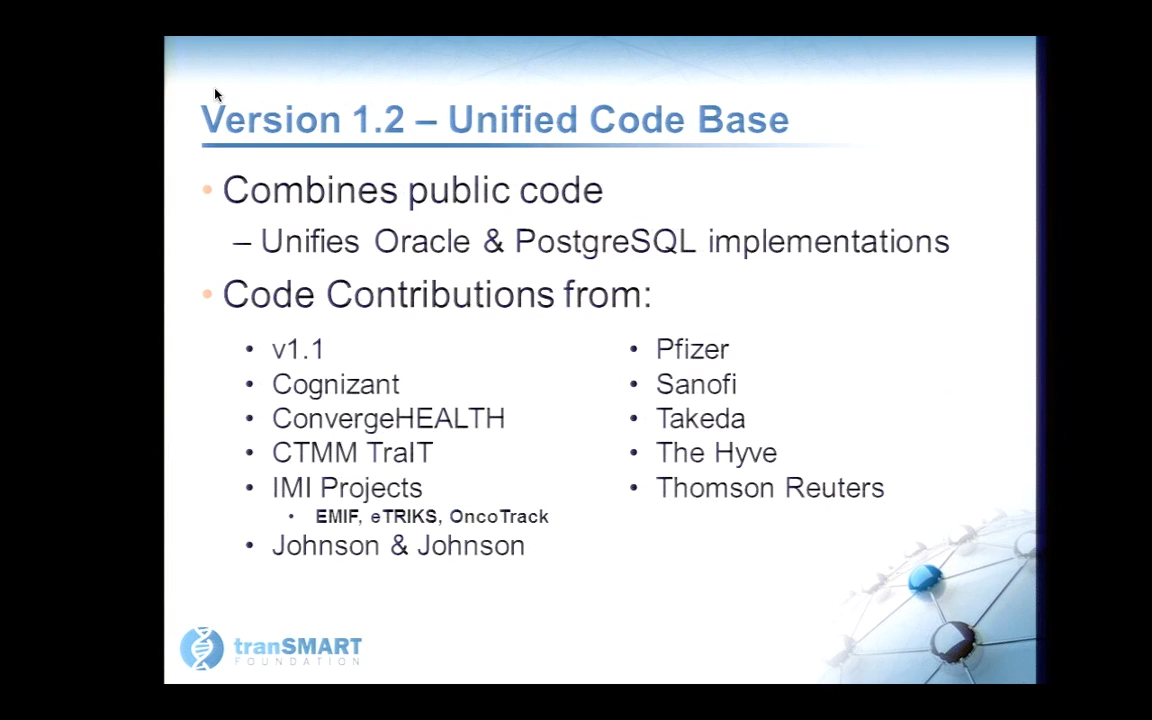 Version 1.2 – Unified Code Base
• Combines public code
– Unifies Oracle & PostgreSQL implementations
• Code Contributions from:
• v1.1
• Cognizant
• ConvergeHEALTH
• CTMM TraIT
• IMI Projects
• EMIF, eTRIKS, OncoTrack
• Johnson & Johnson
• Pfizer
• Sanofi
• Takeda
• The Hyve
• Thomson Reuters
tranSMART
FOUNDATION